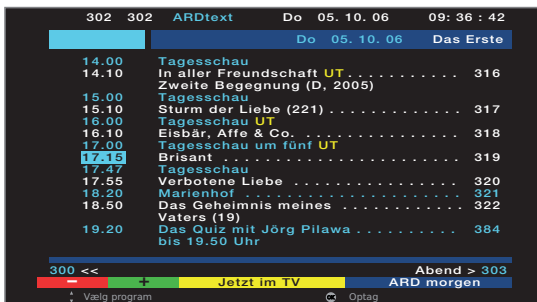 302 302 ARDtext Do 05. 10. 06 09: 36 : 42
Do 05. 10. 06 Das Erste
14.00 Tagesschau
14.10 In aller Freundschaft UT . . . . . . . . . . . 316
Zweite Begegnung (D, 2005)
15.00 Tagesschau
15.10 Sturm der Liebe (221) . . . . . . . . . . . . . 317
16.00 Tagesschau UT
16.10 Eisbär, Affe & Co. . . . . . . . . . . . . . . . 318
17.00 Tagesschau um fünf UT
17.15 Brisant . . . . . . . . . . . . . . . . . . . . . . . 319
17.47 Tagesschau
17.55 Verbotene Liebe . . . . . . . . . . . . . . . . . 320
18.20 Marienhof . . . . . . . . . . . . . . . . . . . . . 321
18.50 Das Geheimnis meines . . . . . . . . . . . . 322
Vaters (19)
19.20 Das Quiz mit Jörg Pilawa . . . . . . . . . . . 384
bis 19.50 Uhr
300 << Abend > 303
− + Jetzt im TV ARD morgen
Vælg program OK Optag